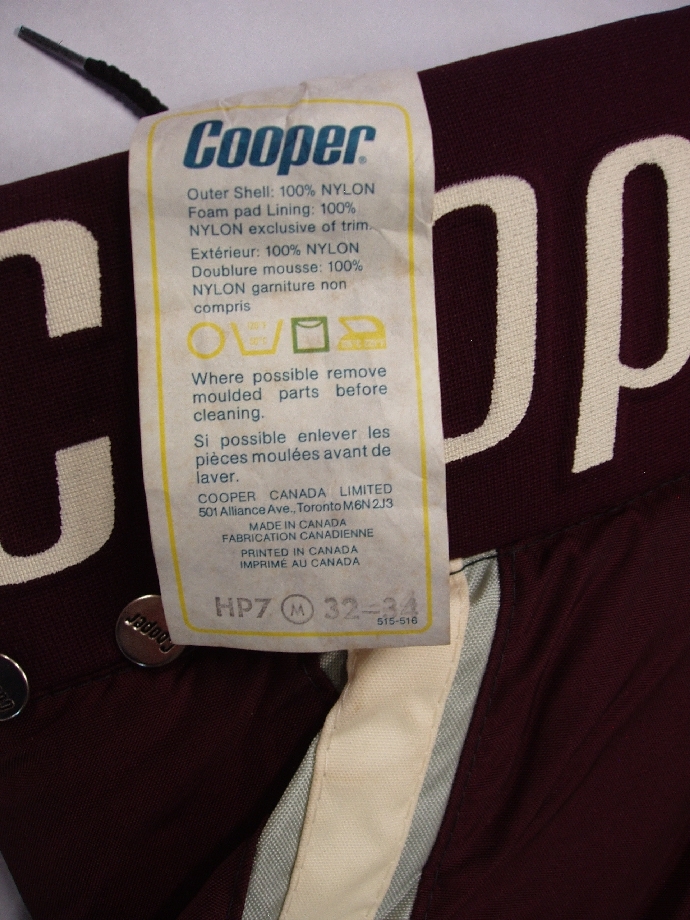 Cooper®
Outer Shell: 100% NYLON
Foam pad Lining: 100%
NYLON exclusive of trim.
Extérieur: 100% NYLON
Doublure mousse: 100%
NYLON garniture non
compris
Where possible remove
moulded parts before
cleaning.
Si possible enlever les
pièces moulées avant de
laver.
COOPER CANADA LIMITED
501 Alliance Ave., Toronto M6N 2J3
MADE IN CANADA
FABRICATION CANADIENNE
PRINTED IN CANADA
IMPRIMÉ AU CANADA
HP7 M 32-34
515-516
C op
Cooper